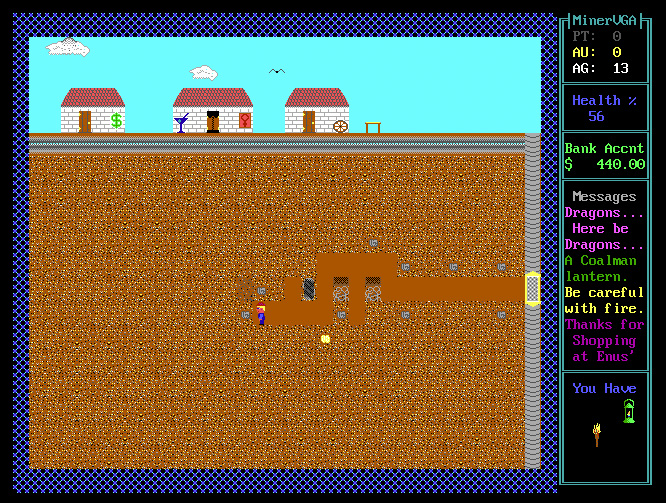 MinerVGA
PT: 0
AU: 0
AG: 13
Health %
56
Bank Accnt
$ 440.00
Messages
Dragons...
Here be
Dragons...
A Coalman
lantern.
Be careful
with fire.
Thanks for
Shopping
at Enus'
You Have
$